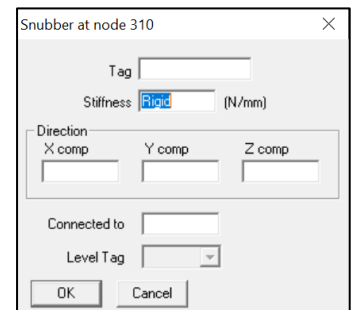 Snubber at node 310
Tag
Stiffness Rigid (N/mm)
Direction
X comp Y comp Z comp
Connected to
Level Tag
OK Cancel